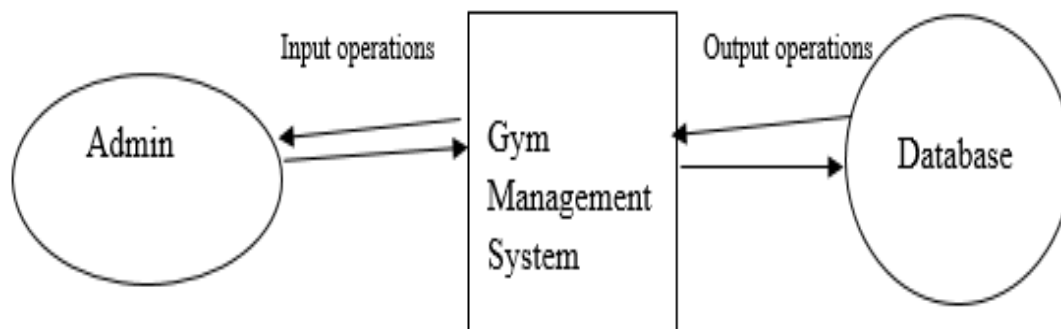 Input operations
Output operations
Admin
Gym
Management
System
Database